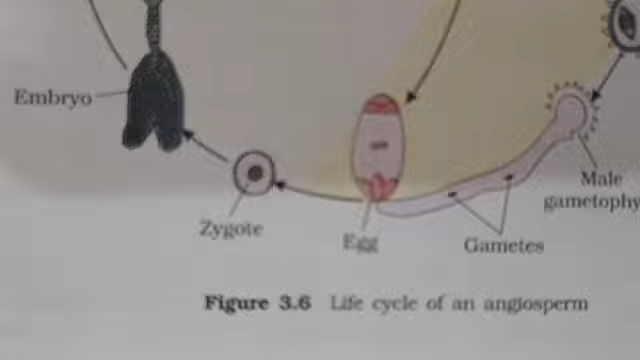 Embryo
Male
gametophy
Zygote
Egg
Gametes
Figure 3.6 Life cycle of an angiosperm